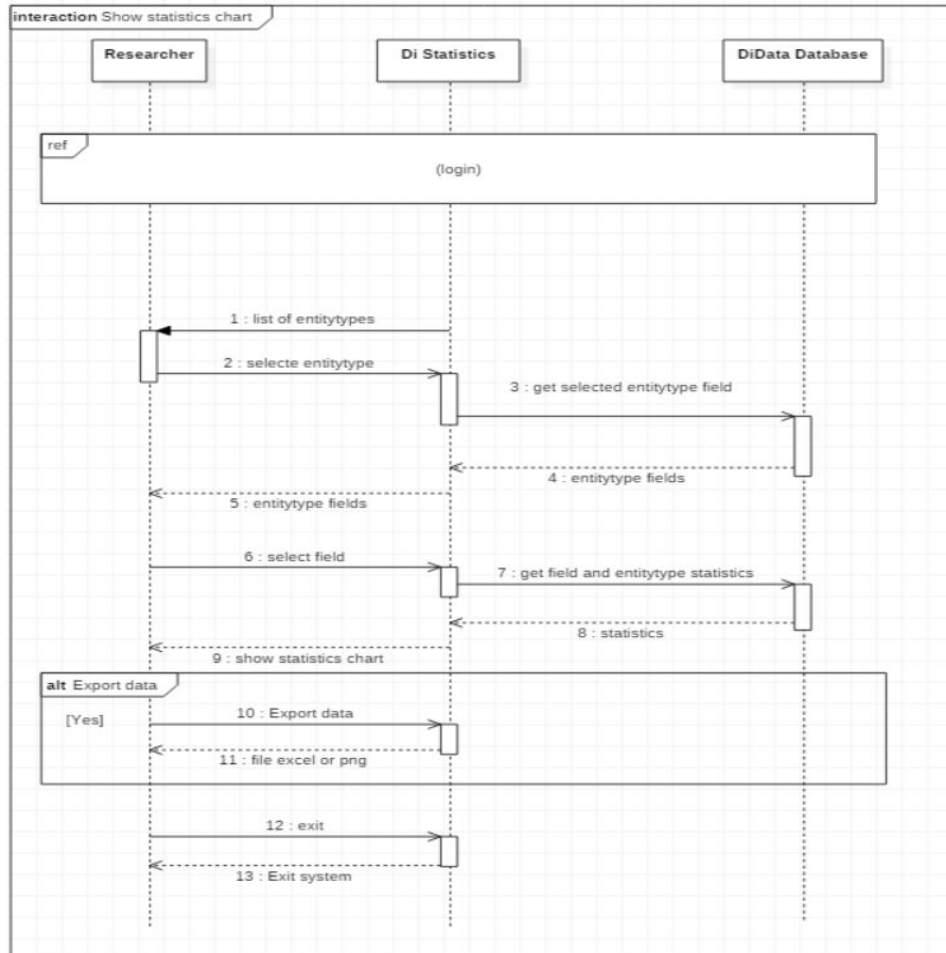 interaction Show statistics chart
Researcher
Di Statistics
DiData Database
ref
(login)
1 : list of entitytypes
2 : selecte entitytype
3 : get selected entitytype field
4 : entitytype fields
5 : entitytype fields
6 : select field
7 : get field and entitytype statistics
8 : statistics
9 : show statistics chart
alt Export data
[Yes]
10 : Export data
11 : file excel or png
12 : exit
13 : Exit system